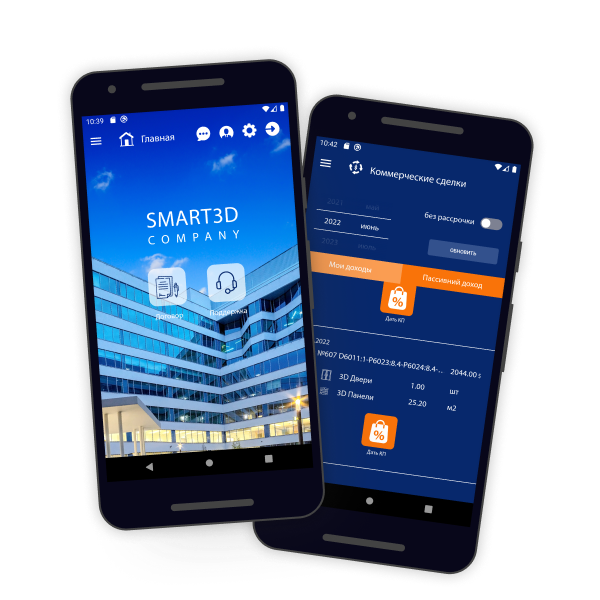 10:39
Главная
SMART3D
COMPANY
Договор
Поддержка
10:42
Коммерческие сделки
2021 май
2022 июнь
2023 июль
без рассрочки
ОБНОВИТЬ
Мои доходы
Пассивний доход
%
Дать КП
2022
№607 D6011:1-P6023:8.4-P6024:8.4-... 2044.00 $
3D Двери 1.00 шт
3D Панели 25.20 м2
%
Дать КП